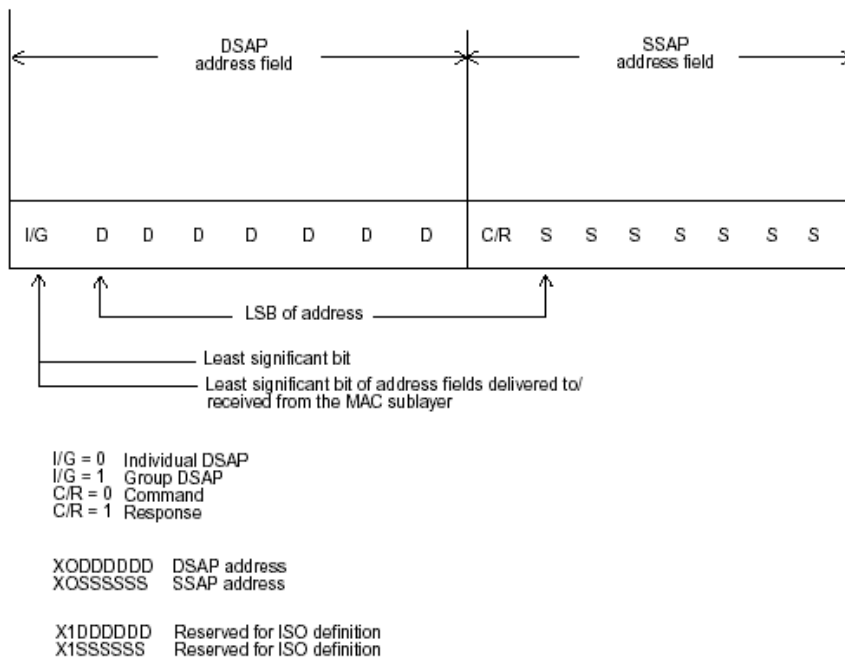 DSAP
address field
SSAP
address field
I/G D D D D D D D C/R S S S S S S S
LSB of address
Least significant bit
Least significant bit of address fields delivered to/
received from the MAC sublayer
I/G = 0 Individual DSAP
I/G = 1 Group DSAP
C/R = 0 Command
C/R = 1 Response
XODDDDDD DSAP address
XOSSSSSS SSAP address
X1DDDDDD Reserved for ISO definition
X1SSSSSS Reserved for ISO definition